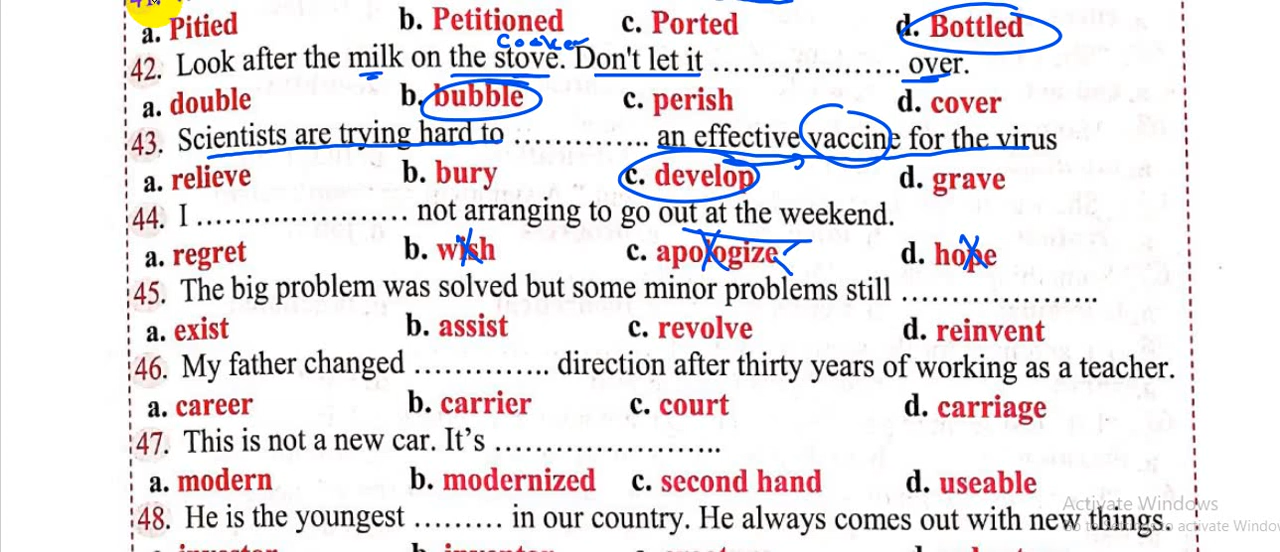 a. Pitied b. Petitioned c. Ported d. Bottled
Cooker
42. Look after the milk on the stove. Don't let it .................... over.
a. double b. bubble c. perish d. cover
43. Scientists are trying hard to .............. an effective vaccine for the virus
a. relieve b. bury c. develop d. grave
44. I ...................... not arranging to go out at the weekend.
a. regret b. wish c. apologize d. hope
45. The big problem was solved but some minor problems still ....................
a. exist b. assist c. revolve d. reinvent
46. My father changed .............. direction after thirty years of working as a teacher.
a. career b. carrier c. court d. carriage
47. This is not a new car. It's .......................
a. modern b. modernized c. second hand d. useable
Activate Windows
48. He is the youngest ......... in our country. He always comes out with new things.
activate Windo